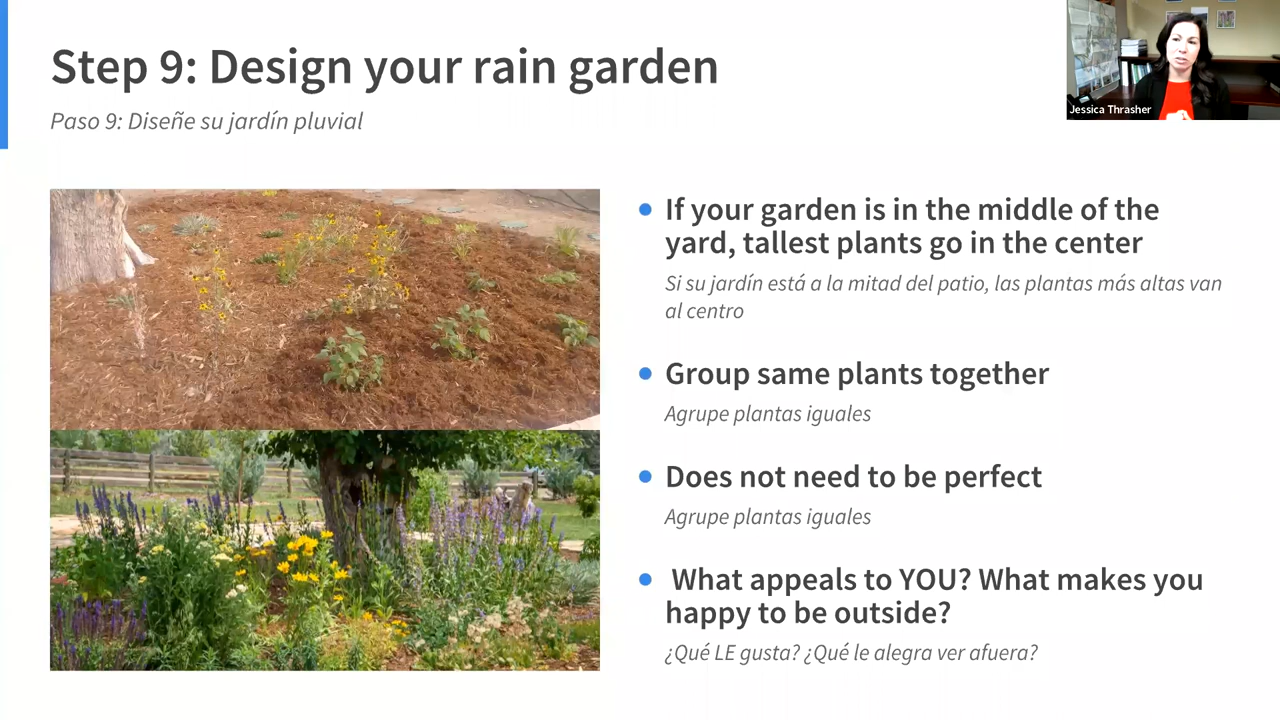 Step 9: Design your rain garden
Paso 9: Diseñe su jardín pluvial
Jessica Thrasher
If your garden is in the middle of the
yard, tallest plants go in the center
Si su jardín está a la mitad del patio, las plantas más altas van
al centro
Group same plants together
Agrupe plantas iguales
Does not need to be perfect
Agrupe plantas iguales
What appeals to YOU? What makes you
happy to be outside?
¿Qué LE gusta? ¿Qué le alegra ver afuera?